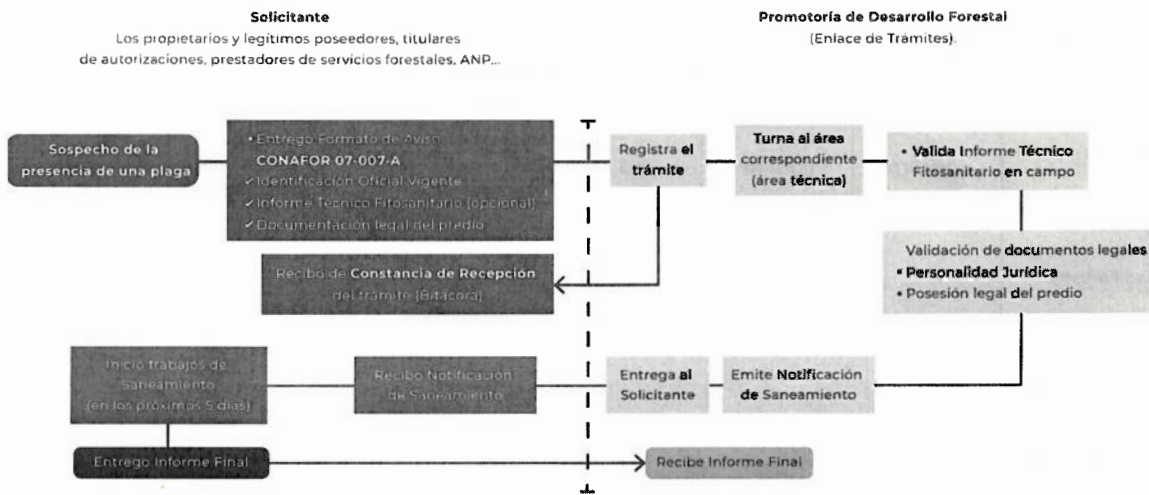 Solicitante
Los propietarios y legítimos poseedores, titulares
de autorizaciones, prestadores de servicios forestales, ANP...
Promotoría de Desarrollo Forestal
(Enlace de Trámites).
Sospecho de la
presencia de una plaga
• Entrego Formato de Aviso
CONAFOR 07-007-A
✓ Identificación Oficial Vigente
✓ Informe Técnico Fitosanitario (opcional)
✓ Documentación legal del predio
Registra el
trámite
Turna al área
correspondiente
(área técnica)
• Valida Informe Técnico
Fitosanitario en campo
Recibo de Constancia de Recepción
del trámite (Bitácora)
Validación de documentos legales
• Personalidad Jurídica
• Posesión legal del predio
Inicio trabajos de
Saneamiento
(en los próximos 5 días)
Recibo Notificación
de Saneamiento
Entrega al
Solicitante
Emite Notificación
de Saneamiento
Entrego Informe Final
Recibe Informe Final